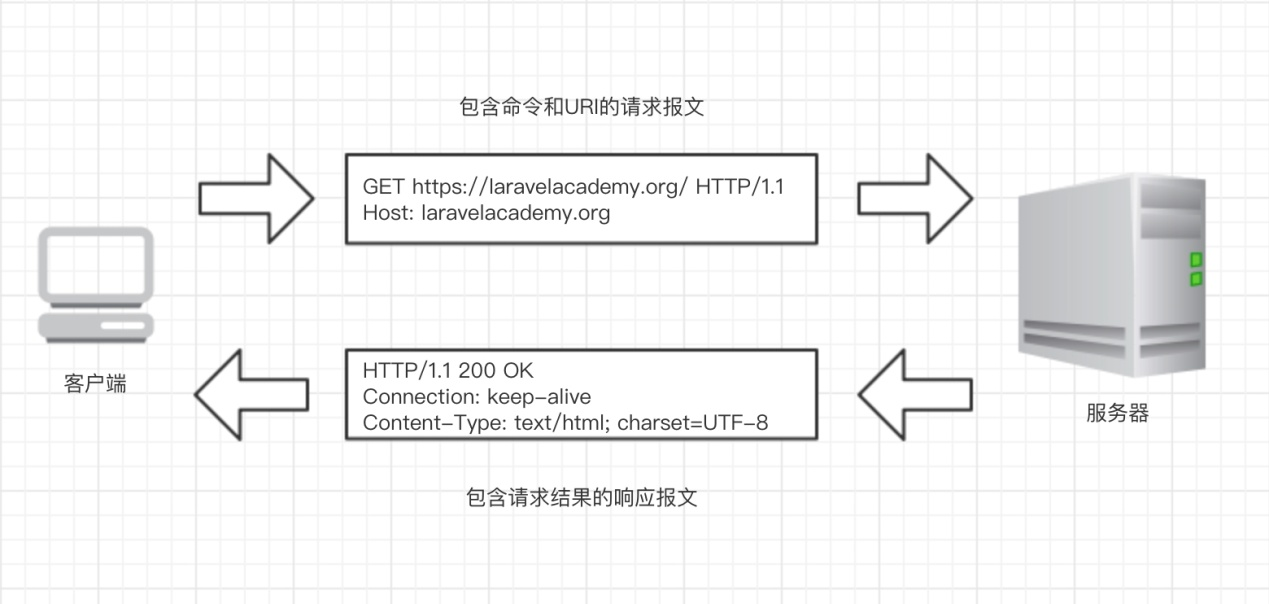 包含命令和URI的请求报文
GET https://laravelacademy.org/ HTTP/1.1
Host: laravelacademy.org
客户端
HTTP/1.1 200 OK
Connection: keep-alive
Content-Type: text/html; charset=UTF-8
服务器
包含请求结果的响应报文